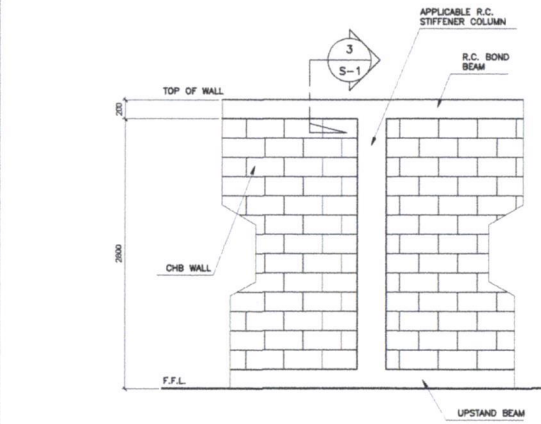 APPLICABLE R.C.
STIFFENER COLUMN
3
S-1
R.C. BOND
BEAM
TOP OF WALL
200
2800
CHB WALL
F.F.L.
UPSTAND BEAM